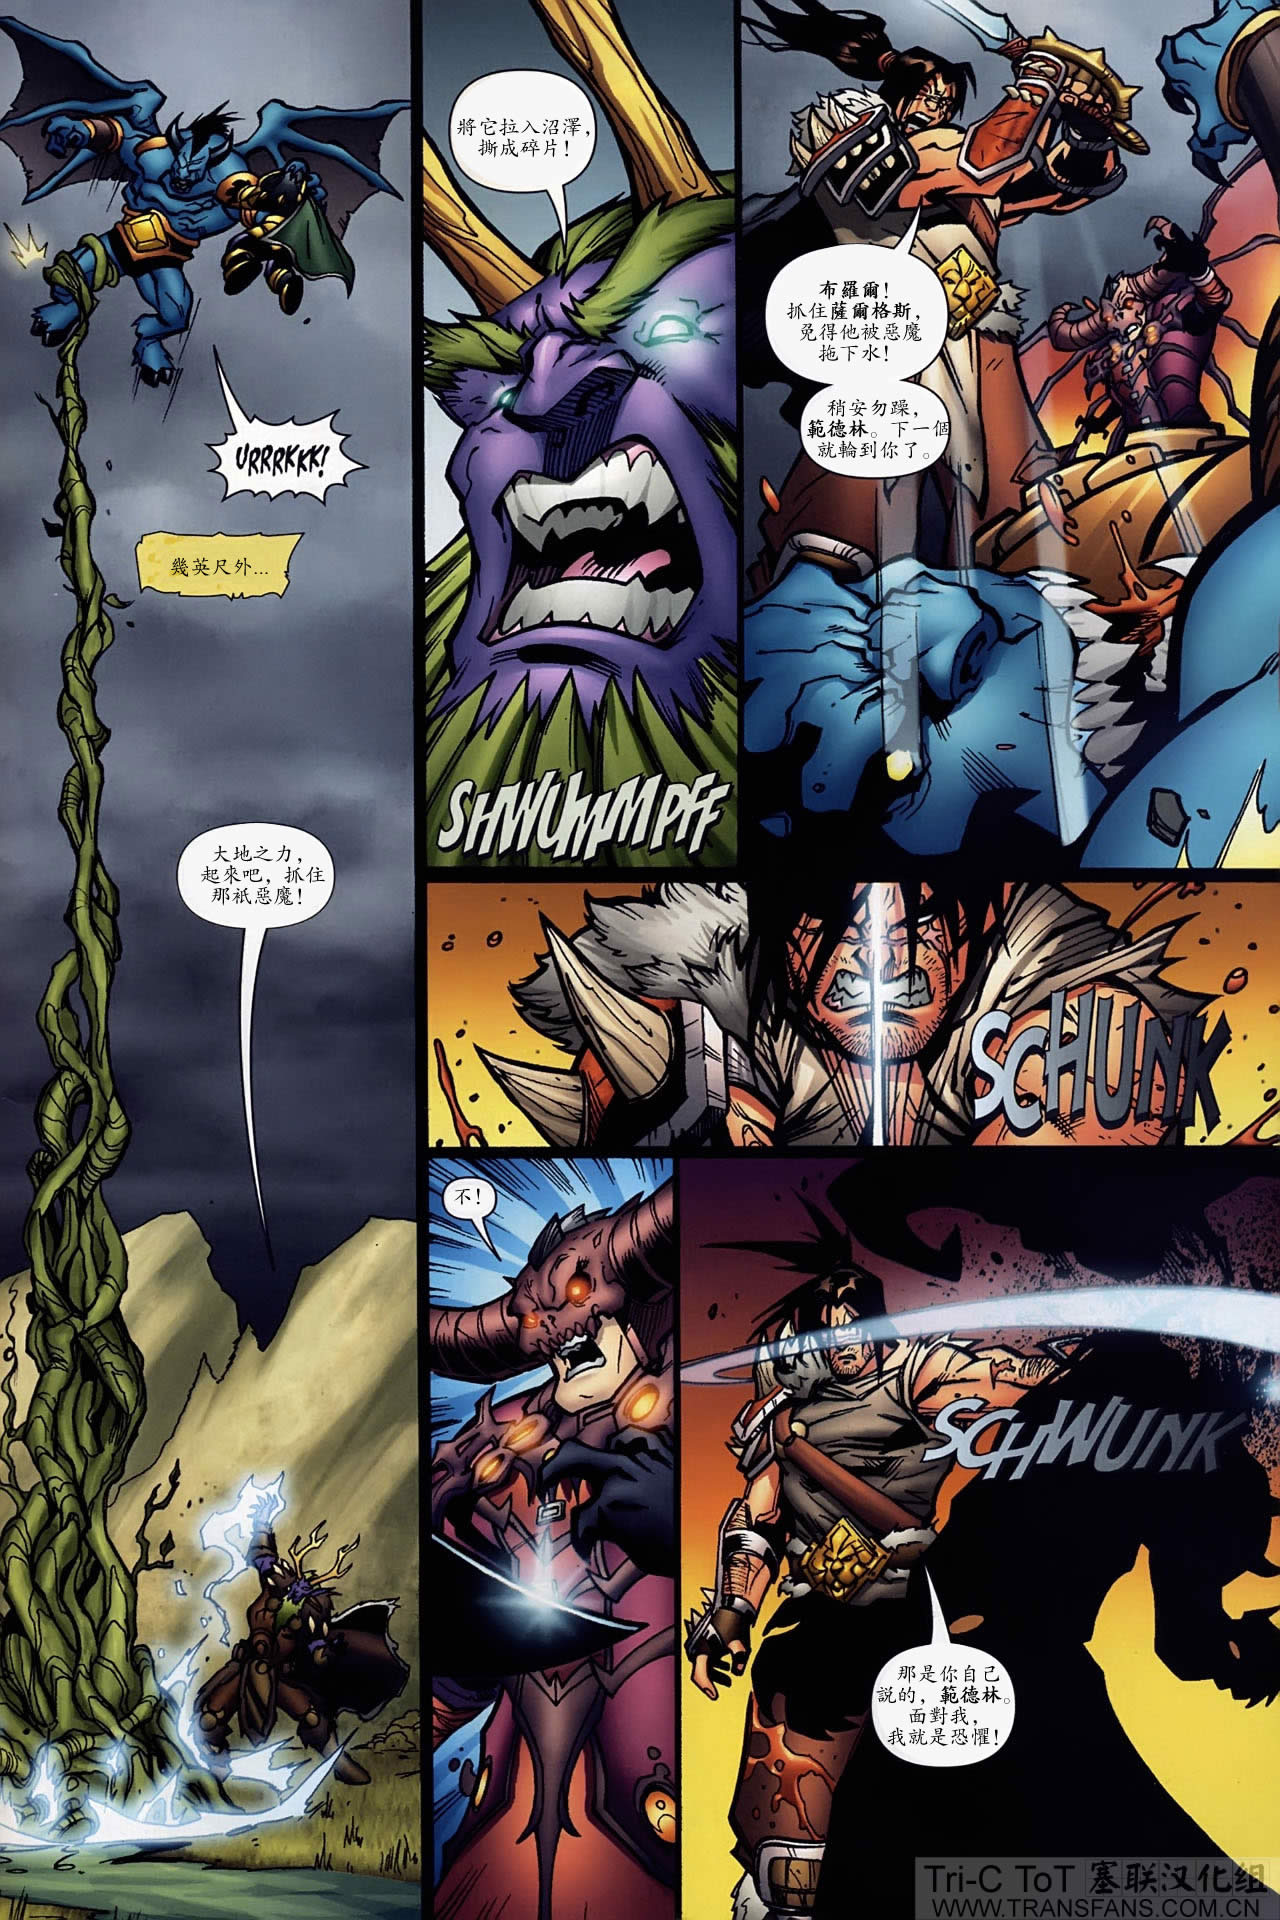 URRRKKK!
幾英尺外...
大地之力，
起來吧，抓住
那衹惡魔！
將它拉入沼澤，
撕成碎片！
SHWUMMMPFF
布羅爾！
抓住薩爾格斯，
免得他被惡魔
拖下水！
稍安勿躁，
範德林。下一個
就輪到你了。
SCHUNK
不！
SCHWUNK
那是你自己
說的，範德林。
面對我，
我就是恐懼！
Tri-C ToT 塞联汉化组
WWW.TRANSFANS.COM.CN